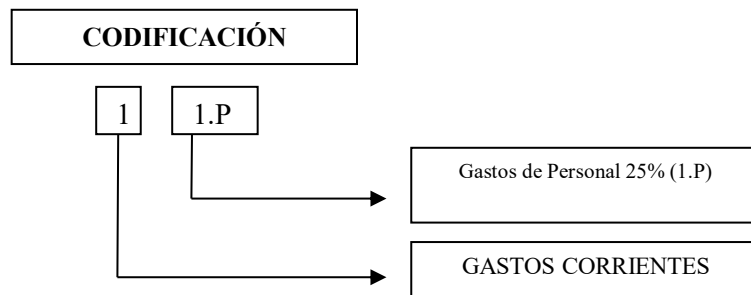 CODIFICACIÓN
1 1.P
Gastos de Personal 25% (1.P)
GASTOS CORRIENTES